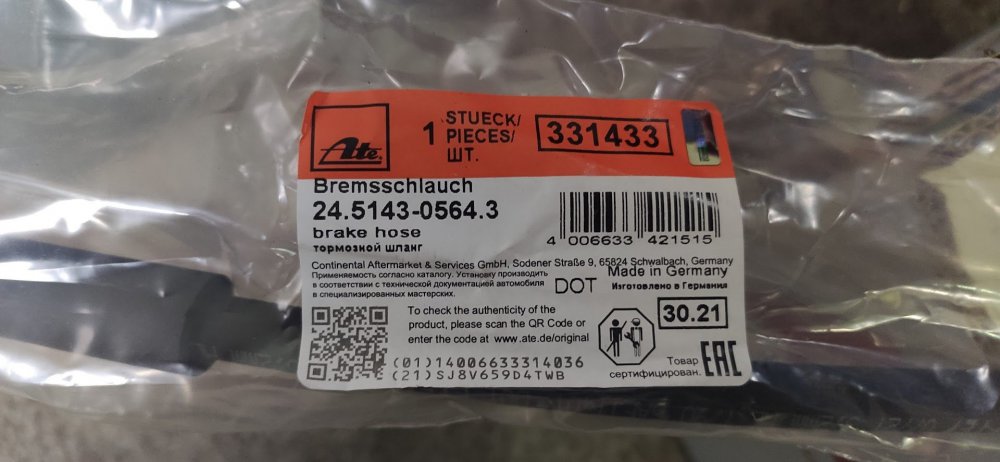 Ate
1 STUECK/
PIECES/
ШТ.
331433
Bremsschlauch
24.5143-0564.3
brake hose
тормозной шланг
4 006633 421515
Continental Aftermarket & Services GmbH, Sodener Straße 9, 65824 Schwalbach, Germany
Применяемость согласно каталогу. Установку производить
в соответствии с технической документацией автомобиля
в специализированных мастерских.
DOT
Made in Germany
Изготовлено в Германии
To check the authenticity of the
product, please scan the QR Code or
enter the code at www.ate.de/original
30.21
(01)14006633314036
(21)SJ8V659D4TWB
Товар
сертифицирован.
EAC